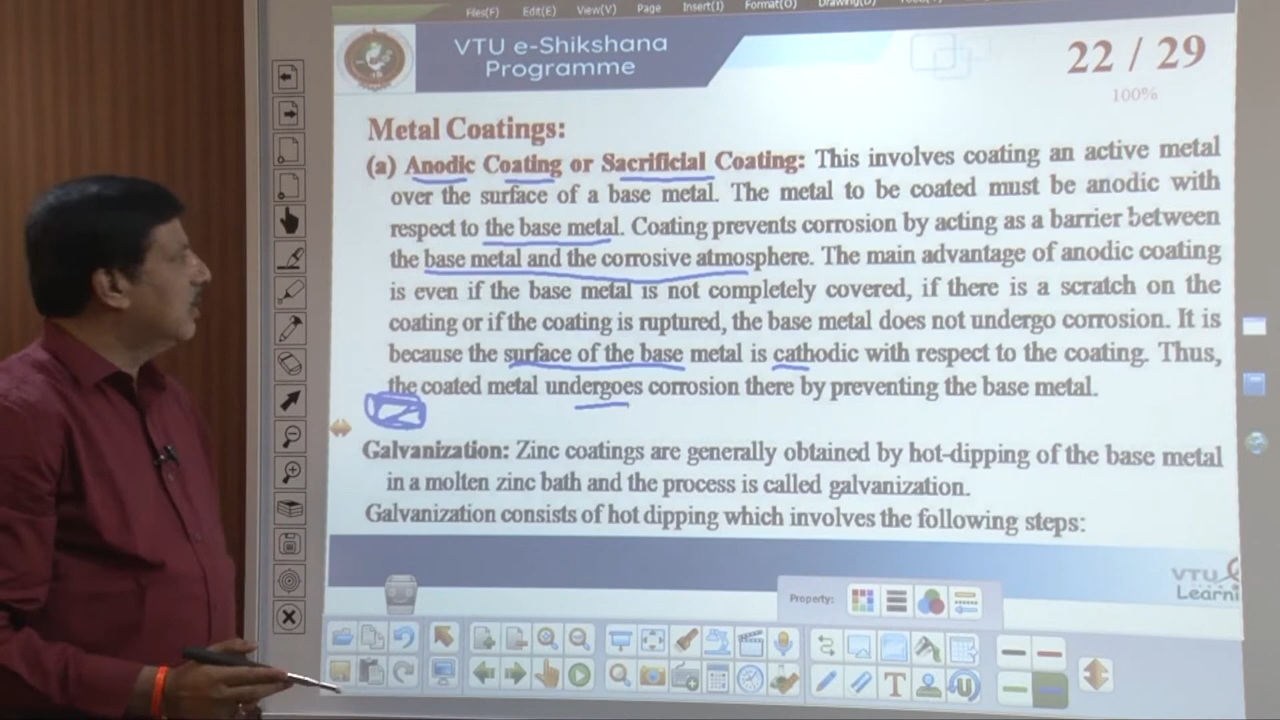 Files(F) Edit(E) View(V) Page Insert(I) Format(O) Drawing(D)
VTU e-Shikshana
Programme
22 / 29
100%
Metal Coatings:
(a) Anodic Coating or Sacrificial Coating: This involves coating an active metal
over the surface of a base metal. The metal to be coated must be anodic with
respect to the base metal. Coating prevents corrosion by acting as a barrier between
the base metal and the corrosive atmosphere. The main advantage of anodic coating
is even if the base metal is not completely covered, if there is a scratch on the
coating or if the coating is ruptured, the base metal does not undergo corrosion. It is
because the surface of the base metal is cathodic with respect to the coating. Thus,
the coated metal undergoes corrosion there by preventing the base metal.
Galvanization: Zinc coatings are generally obtained by hot-dipping of the base metal
in a molten zinc bath and the process is called galvanization.
Galvanization consists of hot dipping which involves the following steps:
VTU
Learni
Property:
T